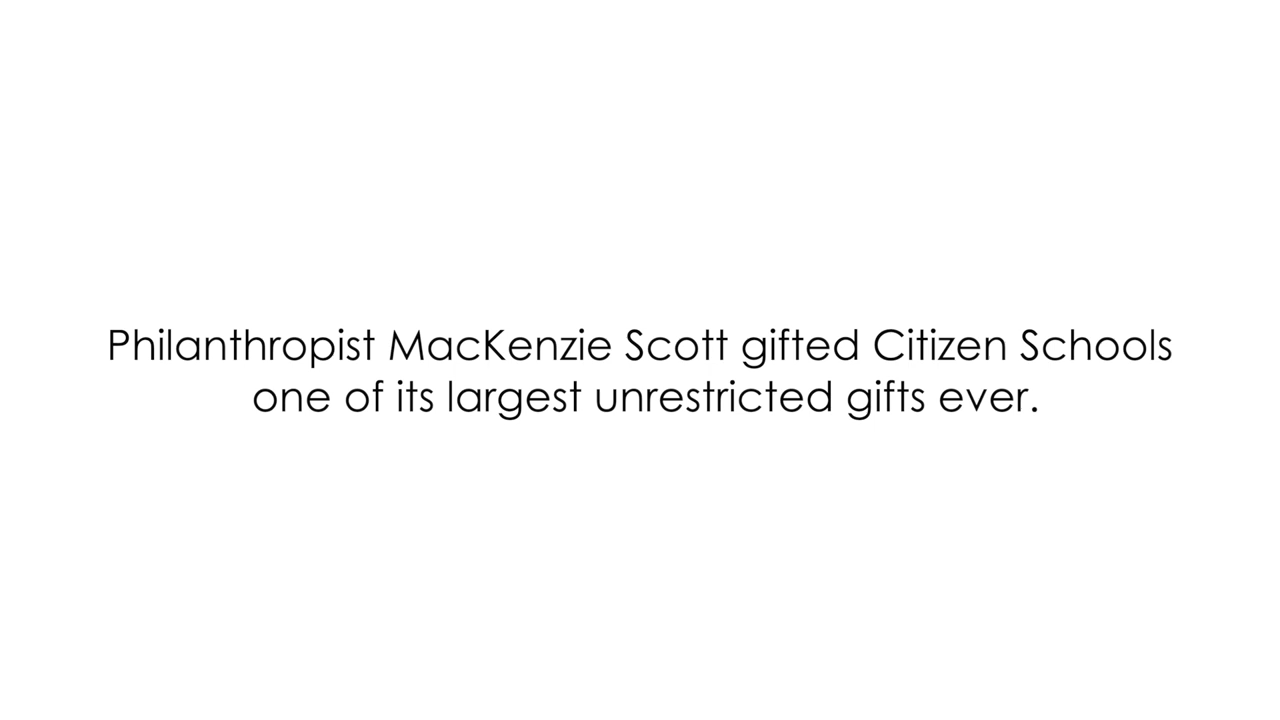 Philanthropist MacKenzie Scott gifted Citizen Schools
one of its largest unrestricted gifts ever.